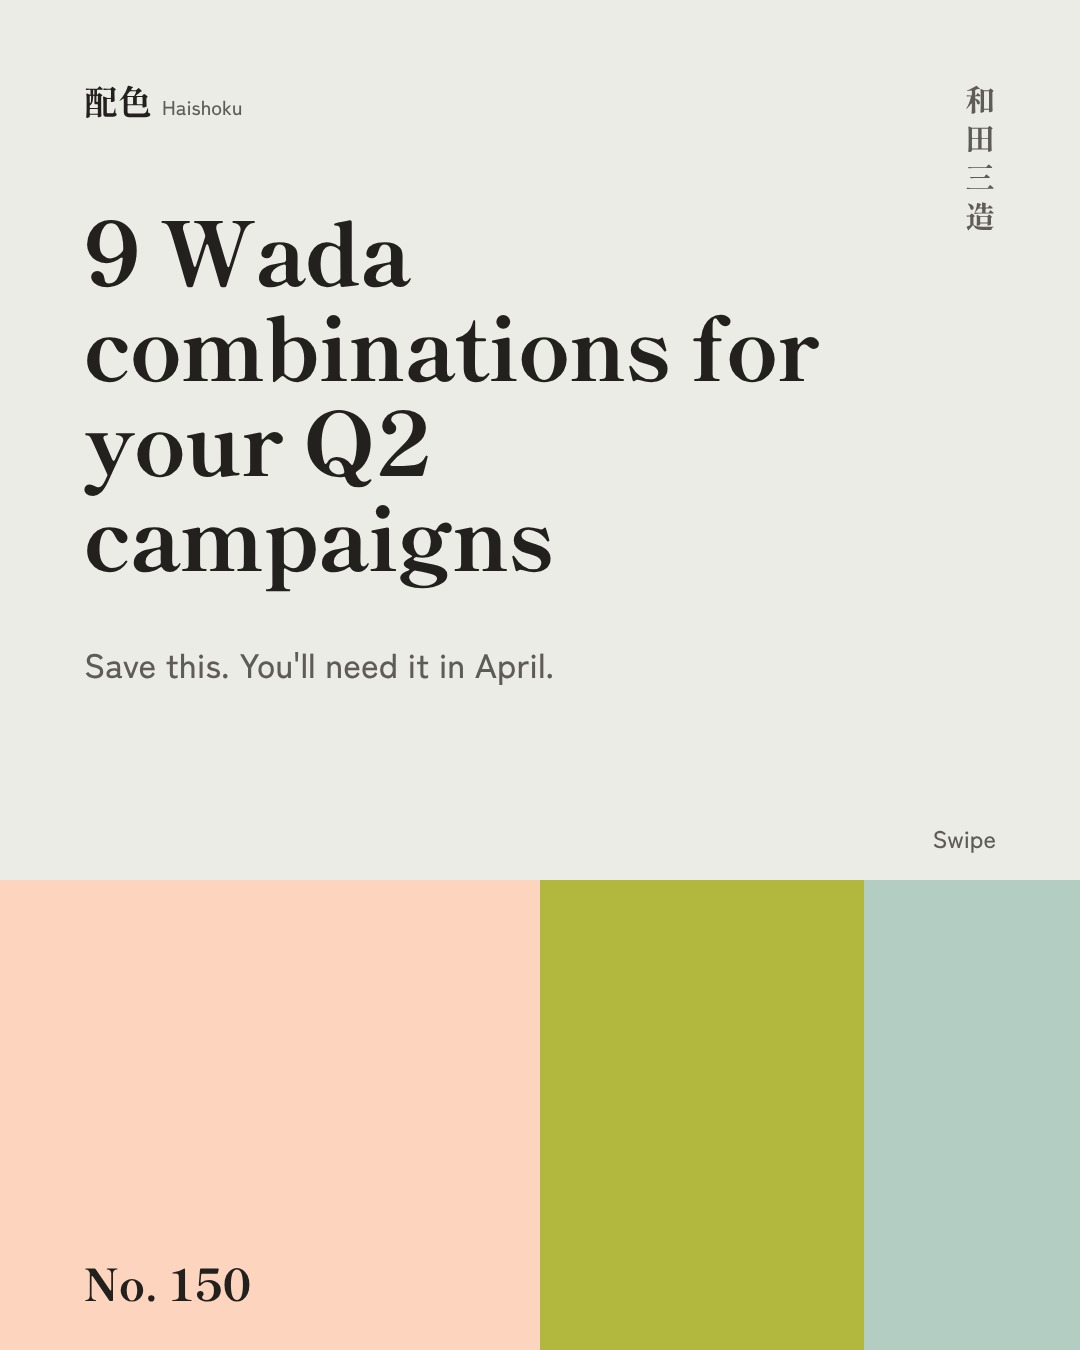 配色 Haishoku
和田三造
9 Wada
combinations for
your Q2
campaigns
Save this. You'll need it in April.
Swipe
No. 150